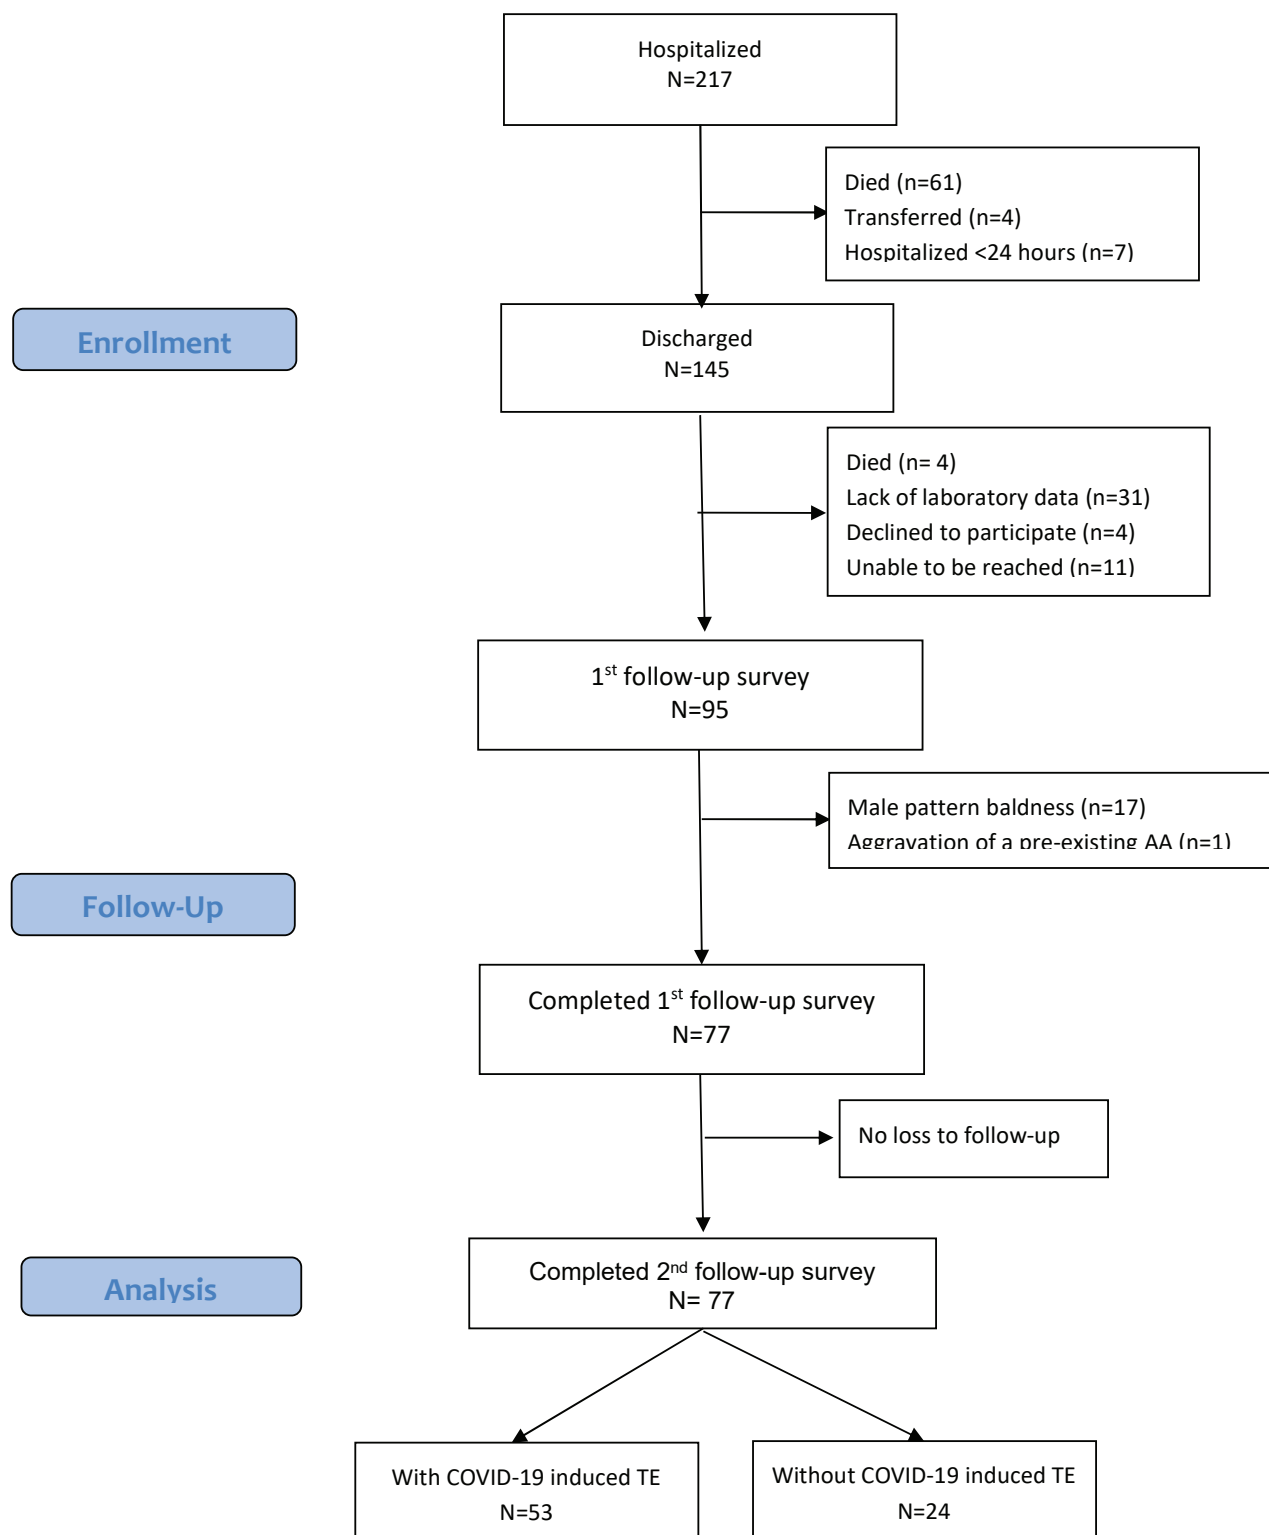 Hospitalized
N=217
Died (n=61)
Transferred (n=4)
Hospitalized <24 hours (n=7)
Enrollment
Discharged
N=145
Died (n= 4)
Lack of laboratory data (n=31)
Declined to participate (n=4)
Unable to be reached (n=11)
1st follow-up survey
N=95
Male pattern baldness (n=17)
Aggravation of a pre-existing AA (n=1)
Follow-Up
Completed 1st follow-up survey
N=77
No loss to follow-up
Analysis
Completed 2nd follow-up survey
N= 77
With COVID-19 induced TE
N=53
Without COVID-19 induced TE
N=24